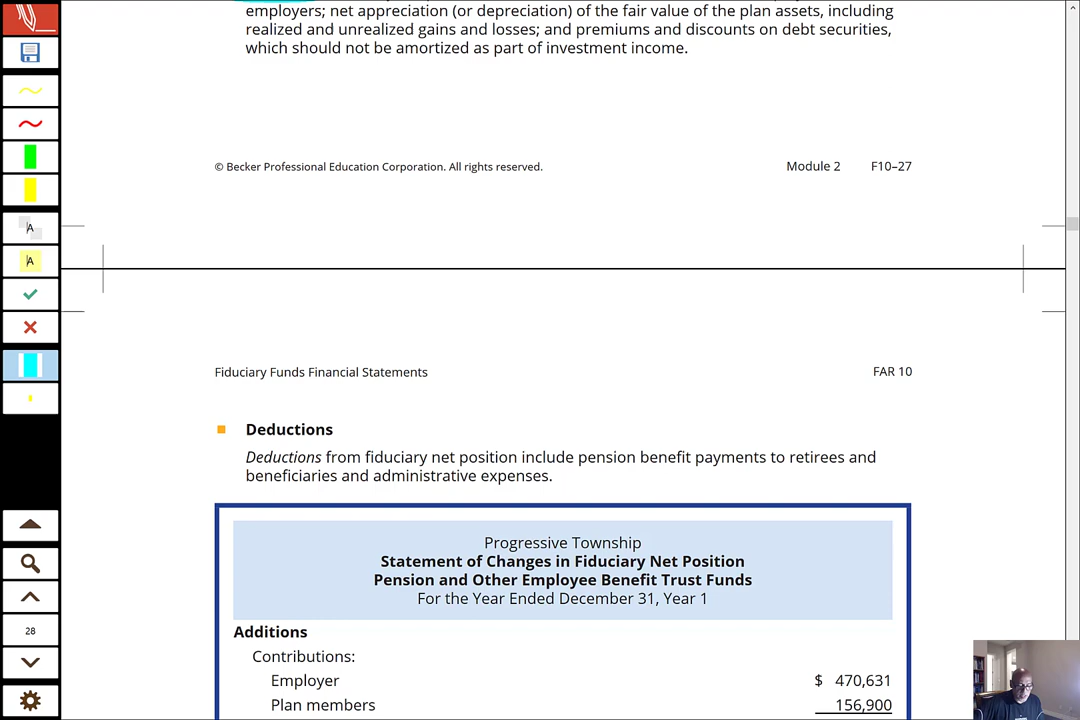 employers; net appreciation (or depreciation) of the fair value of the plan assets, including
realized and unrealized gains and losses; and premiums and discounts on debt securities,
which should not be amortized as part of investment income.
© Becker Professional Education Corporation. All rights reserved. Module 2 F10–27
Fiduciary Funds Financial Statements FAR 10
Deductions
Deductions from fiduciary net position include pension benefit payments to retirees and
beneficiaries and administrative expenses.
Progressive Township
Statement of Changes in Fiduciary Net Position
Pension and Other Employee Benefit Trust Funds
For the Year Ended December 31, Year 1
Additions
Contributions:
Employer $ 470,631
Plan members 156,900
A
A
28